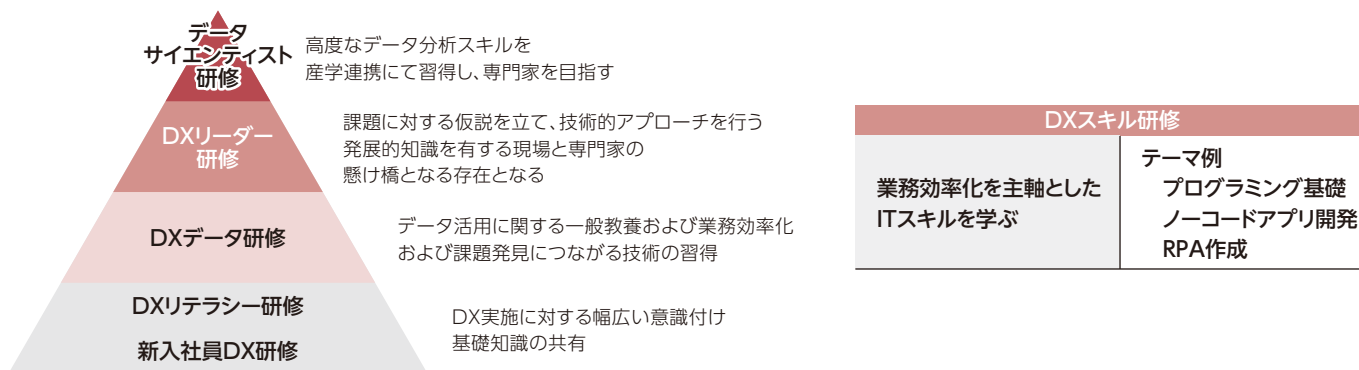 データ
サイエンティスト
研修
高度なデータ分析スキルを
産学連携にて習得し、専門家を目指す
DXリーダー
研修
課題に対する仮説を立て、技術的アプローチを行う
発展的知識を有する現場と専門家の
懸け橋となる存在となる
DXデータ研修
データ活用に関する一般教養および業務効率化
および課題発見につながる技術の習得
DXリテラシー研修
新入社員DX研修
DX実施に対する幅広い意識付け
基礎知識の共有
DXスキル研修
業務効率化を主軸とした
ITスキルを学ぶ
テーマ例
プログラミング基礎
ノーコードアプリ開発
RPA作成